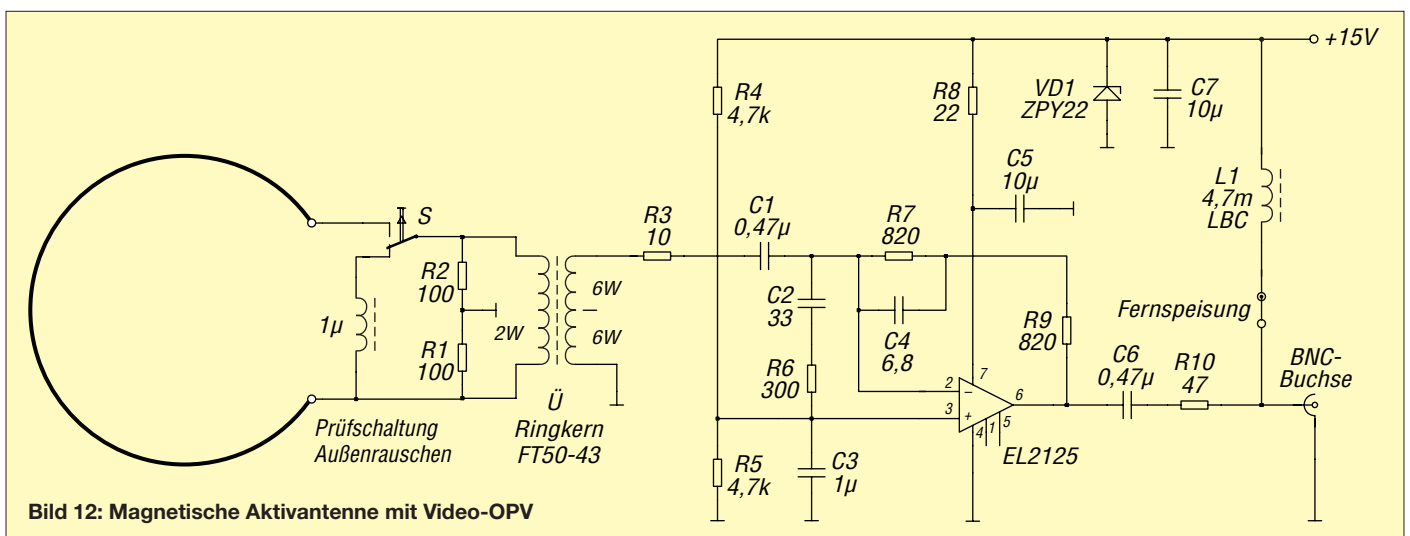 +15V
R4
4,7k
R8
22
VD1
ZPY22
C7
10µ
C5
10µ
L1
4,7m
LBC
S
R3
10
C1
0,47µ
R7
820
R2
100
6W
C2
33
Fernspeisung
1µ
2W
6W
C4
6,8
R9
820
R1
100
R6
300
C6
0,47µ
R10
47
BNC-
Buchse
7
2
−
6
3
+
5
4
1
EL2125
Ü
Prüfschaltung
Außenrauschen
Ringkern
FT50-43
R5
4,7k
C3
1µ
Bild 12: Magnetische Aktivantenne mit Video-OPV